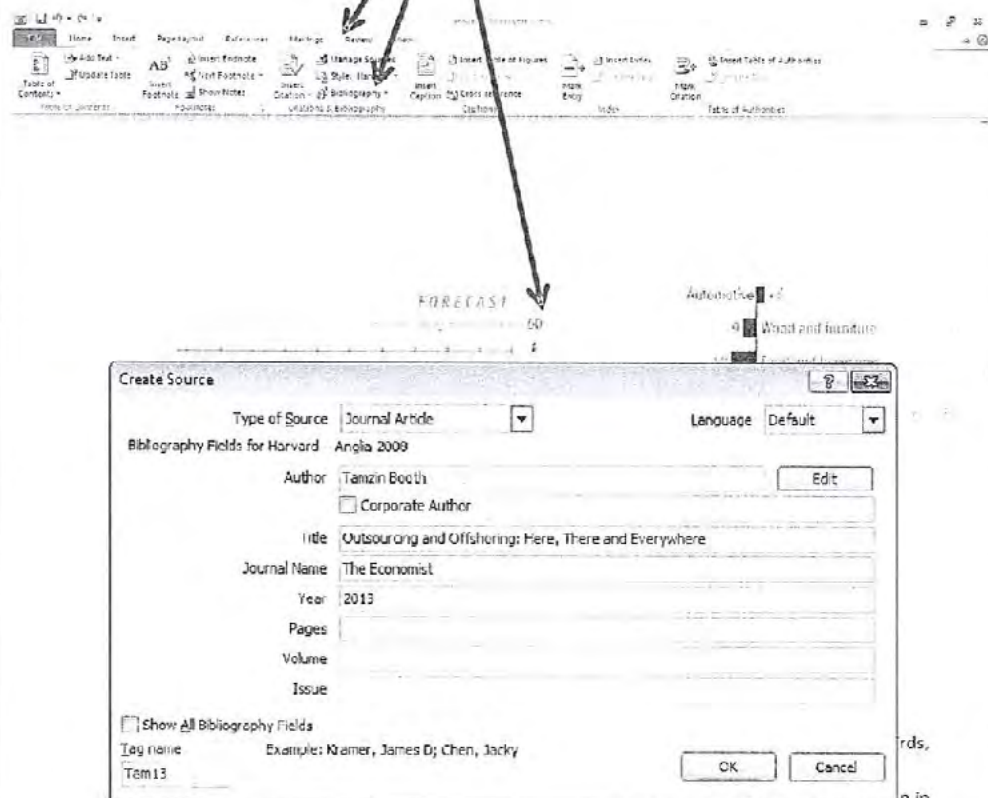 Home Insert Page Layout References Mailings Review
Add Text Insert Endnote Manage Sources Insert Table of Figures Insert Index Insert Table of Authorities
AB¹ Next Footnote Style:
Update Table Show Notes Bibliography Cross-reference
Table of Contents Insert Footnote Insert Citation Insert Caption Mark Entry Mark Citation
Table of Contents Footnotes Citations & Bibliography Captions Index Table of Authorities
FORECAST
60
Automotive
9 Wood and furniture
Create Source
Type of Source Journal Article Language Default
Bibliography Fields for Harvard - Anglia 2008
Author Tamzin Booth Edit
Corporate Author
Title Outsourcing and Offshoring: Here, There and Everywhere
Journal Name The Economist
Year 2013
Pages
Volume
Issue
Show All Bibliography Fields
Tag name Example: Kramer, James D; Chen, Jacky
Tam13 OK Cancel
rds,